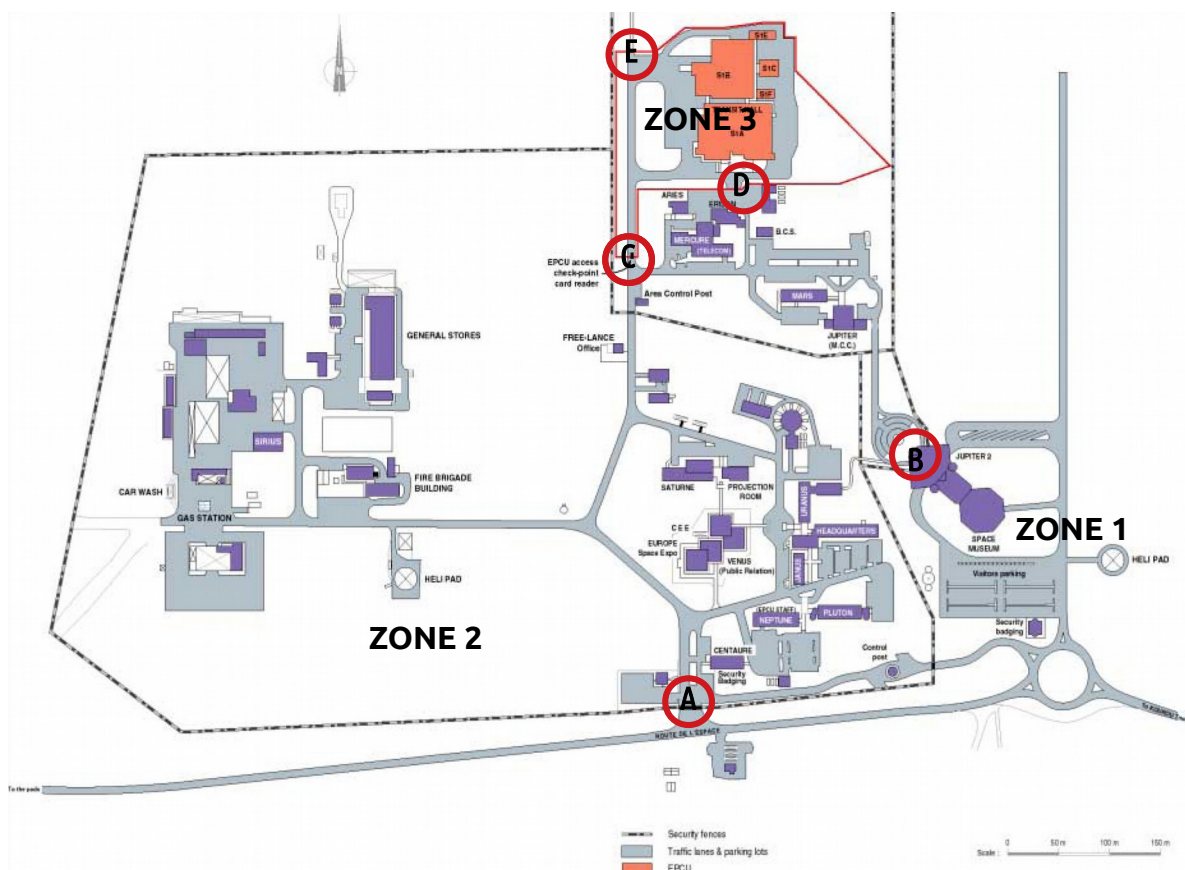 E
S1E
S1B
S1C
S1F
ZONE 3
S1A
D
ARIES
MERCURE
(TELECOM)
B.C.S.
C
EPCU access
check-point
card reader
Area Control Post
MARS
JUPITER
(M.C.C.)
GENERAL STORES
FREE-LANCE
Office
SIRIUS
B
JUPITER 2
CAR WASH
FIRE BRIGADE
BUILDING
GAS STATION
SATURNE
PROJECTION
ROOM
URANUS
CEE
EUROPE
Space Expo
VENUS
(Public Relation)
HEADQUARTERS
ZONE 1
SPACE
MUSEUM
HELI PAD
HELI PAD
Visitors parking
(EPCU STAFF)
NEPTUNE
PLUTON
Security
badging
ZONE 2
CENTAURE
Security
Badging
Control
post
A
ROUTE DE L'ESPACE
To the pads
Security fences
Traffic lanes & parking lots
EPCU
Scale :
0
50 m
100 m
150 m